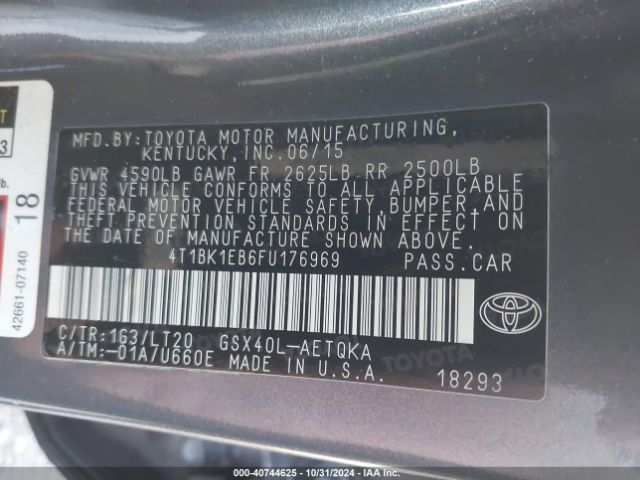 MFD.BY:TOYOTA MOTOR MANUFACTURING,
KENTUCKY,INC.06/15
GVWR 4590LB GAWR FR 2625LB RR 2500LB
THIS VEHICLE CONFORMS TO ALL APPLICABLE
FEDERAL MOTOR VEHICLE SAFETY,BUMPER,AND
THEFT PREVENTION STANDARDS IN EFFECT ON
THE DATE OF MANUFACTURE SHOWN ABOVE.
4T1BK1EB6FU176969 PASS.CAR
C/TR:1G3/LT20 GSX40L-AETQKA
A/TM:-01A/U660E MADE IN U.S.A.
18293
42661-07140
18
3
lb.
T
000-40744625 - 10/31/2024 - IAA Inc.